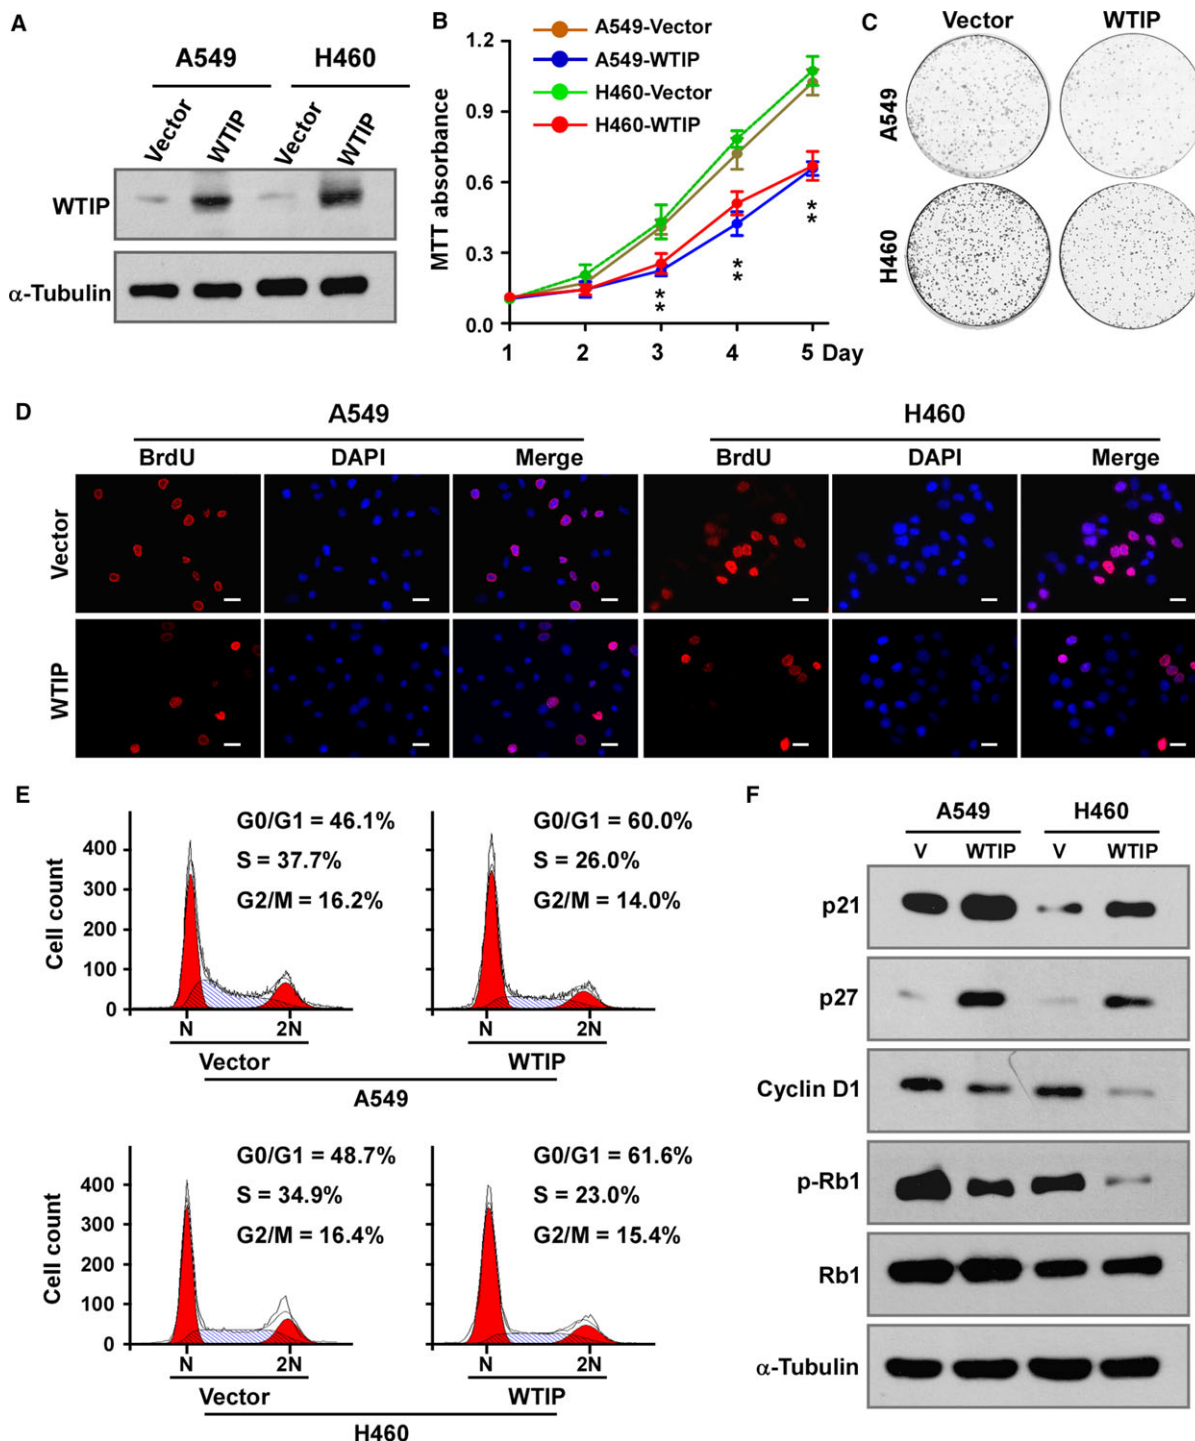 A
A549 H460
Vector WTIP Vector WTIP
WTIP
α-Tubulin
B
A549-Vector
A549-WTIP
H460-Vector
H460-WTIP
MTT absorbance
1.2
0.9
0.6
0.3
0.0
1 2 3 4 5 Day
** ** **
C
Vector WTIP
A549
H460
D
A549 H460
BrdU DAPI Merge BrdU DAPI Merge
Vector
WTIP
E
Cell count
400
300
200
100
0
G0/G1 = 46.1%
S = 37.7%
G2/M = 16.2%
N 2N
Vector
G0/G1 = 60.0%
S = 26.0%
G2/M = 14.0%
N 2N
WTIP
A549
Cell count
400
300
200
100
0
G0/G1 = 48.7%
S = 34.9%
G2/M = 16.4%
N 2N
Vector
G0/G1 = 61.6%
S = 23.0%
G2/M = 15.4%
N 2N
WTIP
H460
F
A549 H460
V WTIP V WTIP
p21
p27
Cyclin D1
p-Rb1
Rb1
α-Tubulin